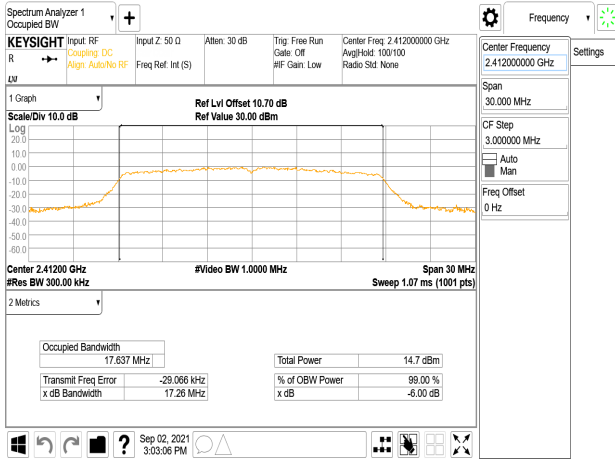 Spectrum Analyzer 1
Occupied BW
Frequency
KEYSIGHT
R
Input: RF
Coupling: DC
Align: Auto/No RF
Input Z: 50 Ω
Freq Ref: Int (S)
Atten: 30 dB
Trig: Free Run
Gate: Off
#IF Gain: Low
Center Freq: 2.412000000 GHz
Avg|Hold: 100/100
Radio Std: None
Center Frequency
2.412000000 GHz
Settings
Span
30.000 MHz
CF Step
3.000000 MHz
Auto
Man
Freq Offset
0 Hz
1 Graph
Scale/Div 10.0 dB
Ref Lvl Offset 10.70 dB
Ref Value 30.00 dBm
Log
20.0
10.0
0.00
-10.0
-20.0
-30.0
-40.0
-50.0
-60.0
Center 2.41200 GHz
#Res BW 300.00 kHz
#Video BW 1.0000 MHz
Span 30 MHz
Sweep 1.07 ms (1001 pts)
2 Metrics
Occupied Bandwidth
17.637 MHz
Total Power 14.7 dBm
Transmit Freq Error -29.066 kHz
% of OBW Power 99.00 %
x dB Bandwidth 17.26 MHz
x dB -6.00 dB
?
Sep 02, 2021
3:03:06 PM